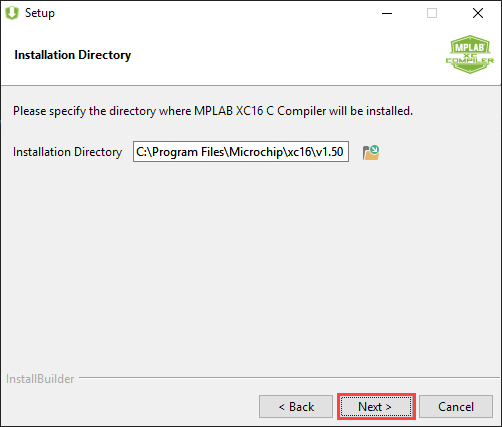 Setup
Installation Directory
MPLAB
XC
COMPILER
Please specify the directory where MPLAB XC16 C Compiler will be installed.
Installation Directory C:\Program Files\Microchip\xc16\v1.50
InstallBuilder
< Back Next > Cancel